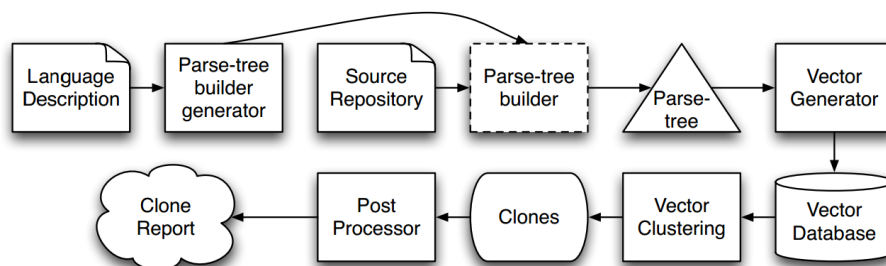 Language
Description
Parse-tree
builder
generator
Source
Repository
Parse-tree
builder
Parse-
tree
Vector
Generator
Clone
Report
Post
Processor
Clones
Vector
Clustering
Vector
Database